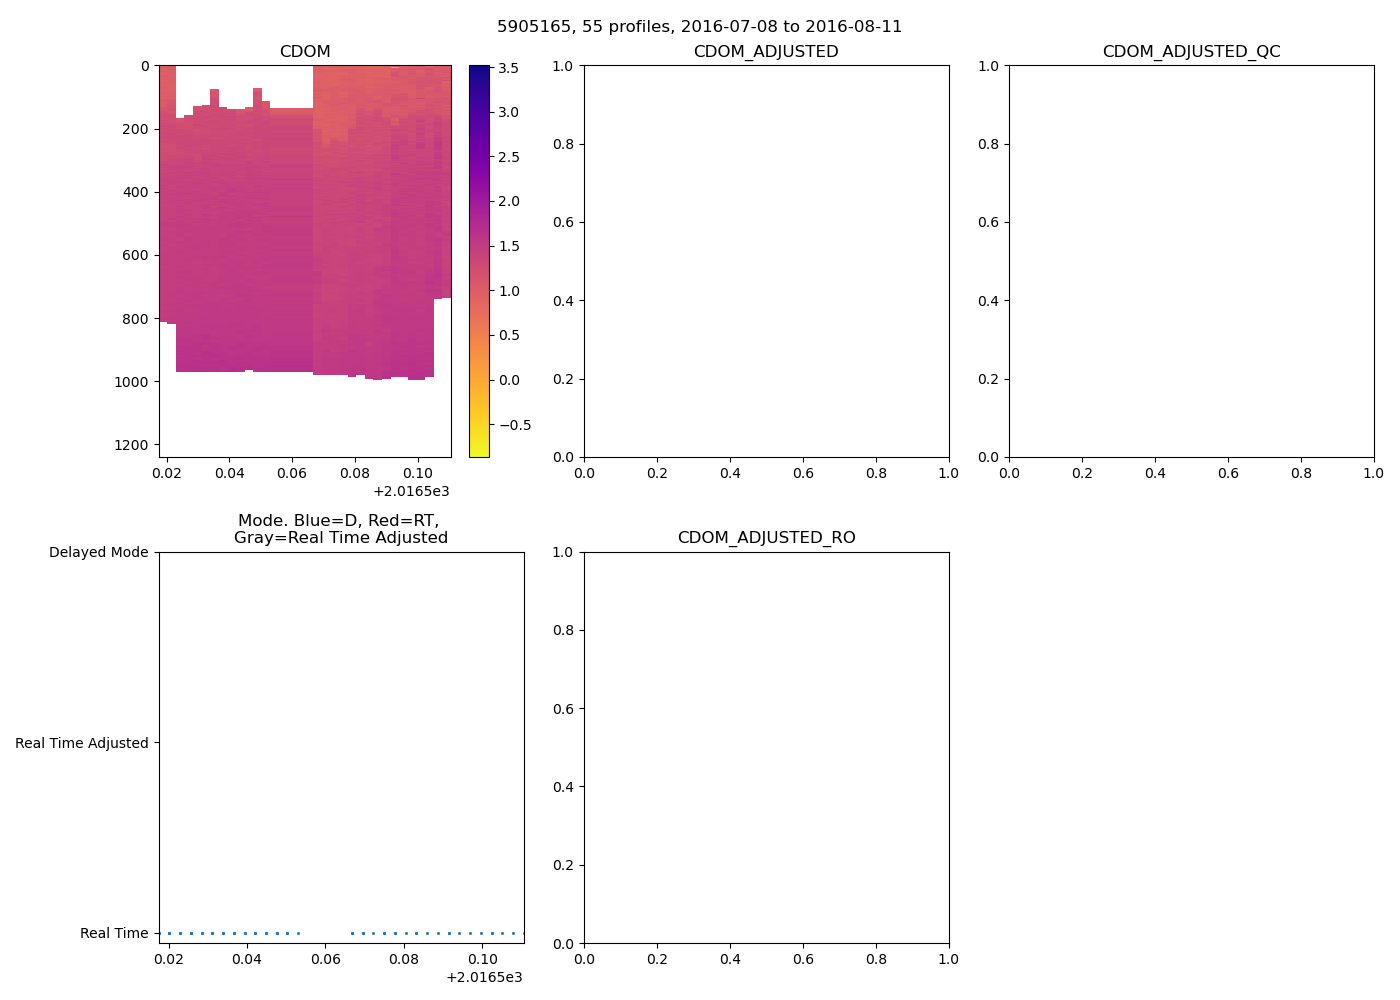 5905165, 55 profiles, 2016-07-08 to 2016-08-11
CDOM
0
200
400
600
800
1000
1200
0.02 0.04 0.06 0.08 0.10
+2.0165e3
3.5
3.0
2.5
2.0
1.5
1.0
0.5
0.0
−0.5
CDOM_ADJUSTED
1.0
0.8
0.6
0.4
0.2
0.0
0.0 0.2 0.4 0.6 0.8 1.0
CDOM_ADJUSTED_QC
1.0
0.8
0.6
0.4
0.2
0.0
0.0 0.2 0.4 0.6 0.8 1.0
Mode. Blue=D, Red=RT,
Gray=Real Time Adjusted
Delayed Mode
Real Time Adjusted
Real Time
0.02 0.04 0.06 0.08 0.10
+2.0165e3
CDOM_ADJUSTED_RO
1.0
0.8
0.6
0.4
0.2
0.0
0.0 0.2 0.4 0.6 0.8 1.0